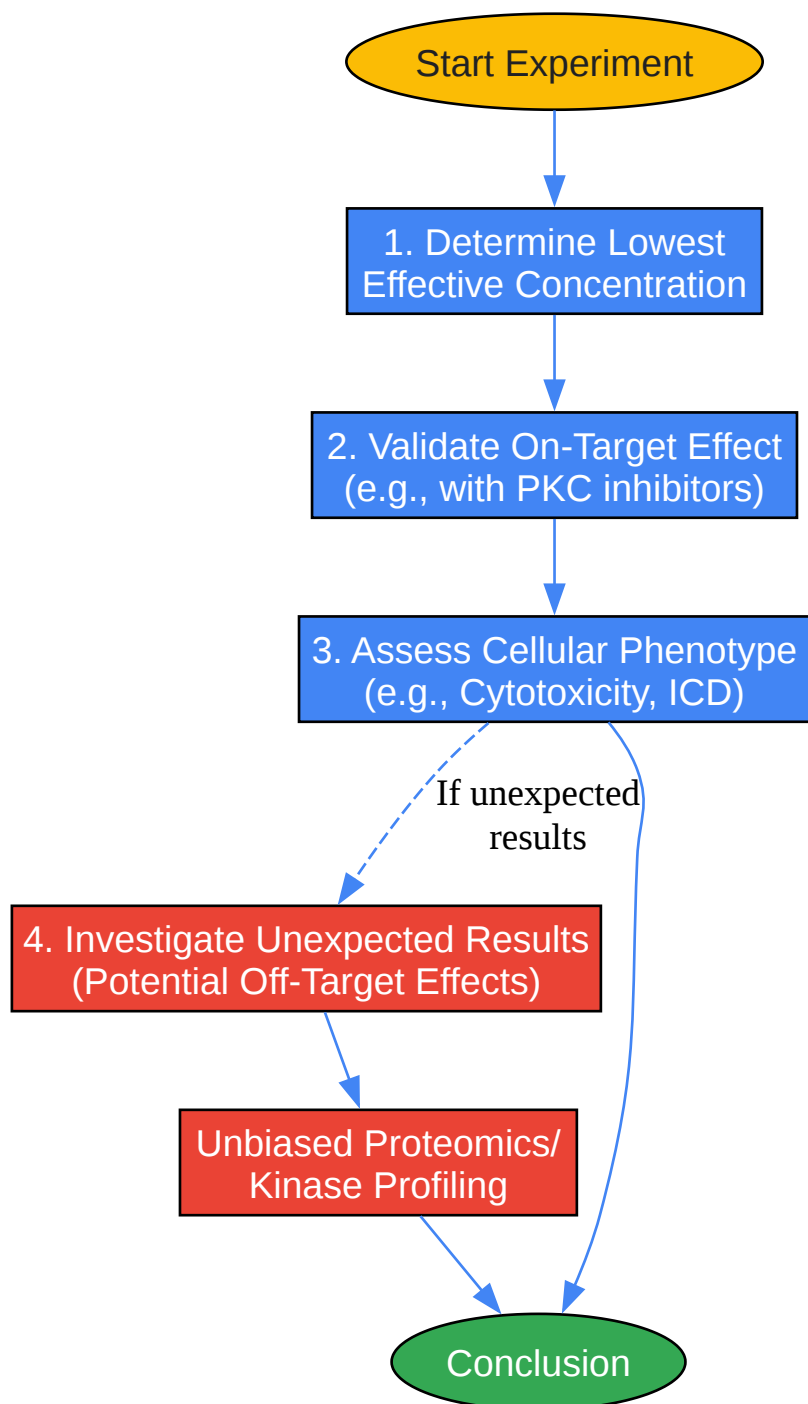 Start Experiment
1. Determine Lowest
Effective Concentration
2. Validate On-Target Effect
(e.g., with PKC inhibitors)
3. Assess Cellular Phenotype
(e.g., Cytotoxicity, ICD)
If unexpected
results
4. Investigate Unexpected Results
(Potential Off-Target Effects)
Unbiased Proteomics/
Kinase Profiling
Conclusion